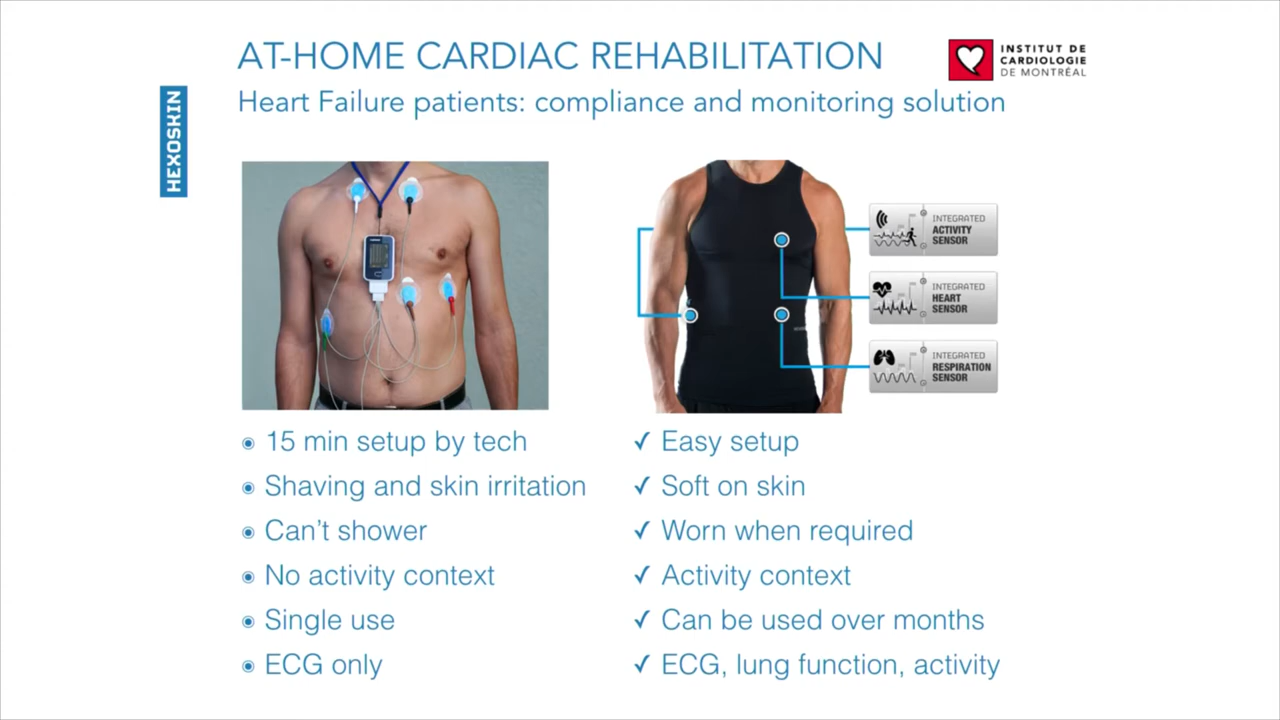 AT-HOME CARDIAC REHABILITATION
INSTITUT DE
CARDIOLOGIE
DE MONTRÉAL
Heart Failure patients: compliance and monitoring solution
HEXOSKIN
INTEGRATED
ACTIVITY
SENSOR
INTEGRATED
HEART
SENSOR
INTEGRATED
RESPIRATION
SENSOR
15 min setup by tech
Shaving and skin irritation
Can't shower
No activity context
Single use
ECG only
✓ Easy setup
✓ Soft on skin
✓ Worn when required
✓ Activity context
✓ Can be used over months
✓ ECG, lung function, activity